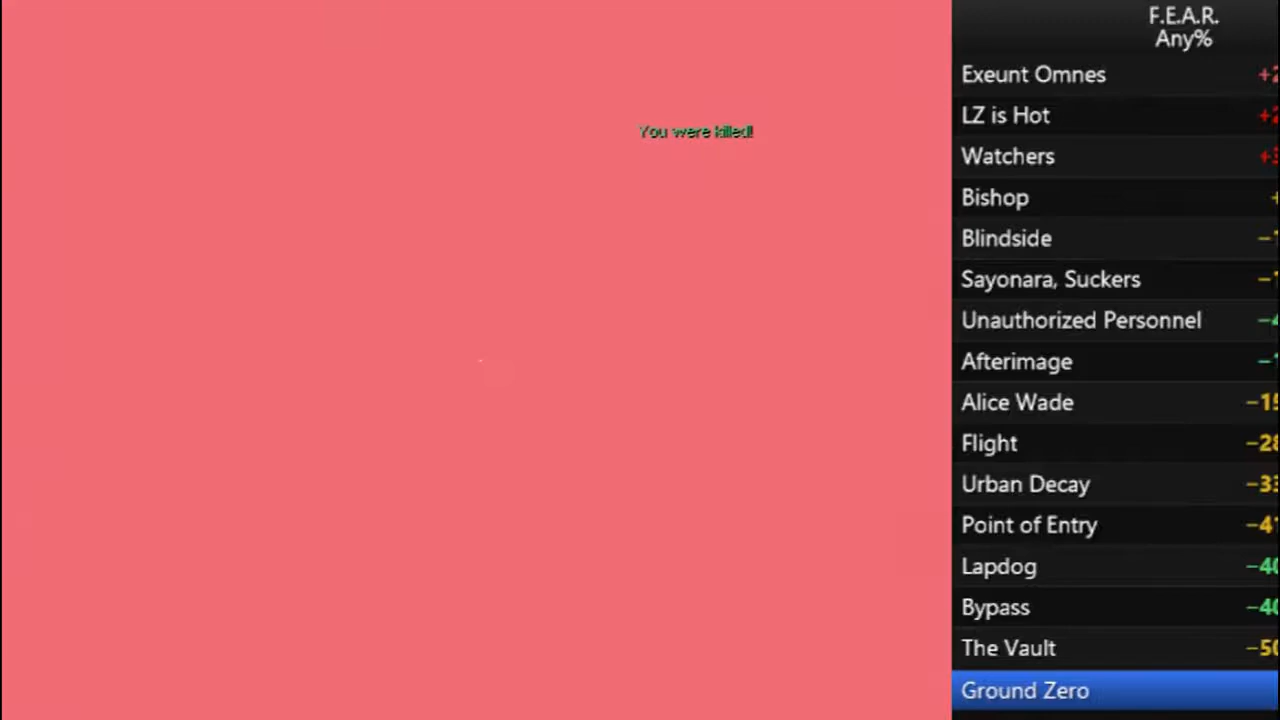 F.E.A.R.
Any%
You were killed!
Exeunt Omnes
LZ is Hot
Watchers
Bishop
Blindside
Sayonara, Suckers
Unauthorized Personnel
Afterimage
Alice Wade
Flight
Urban Decay
Point of Entry
Lapdog
Bypass
The Vault
Ground Zero